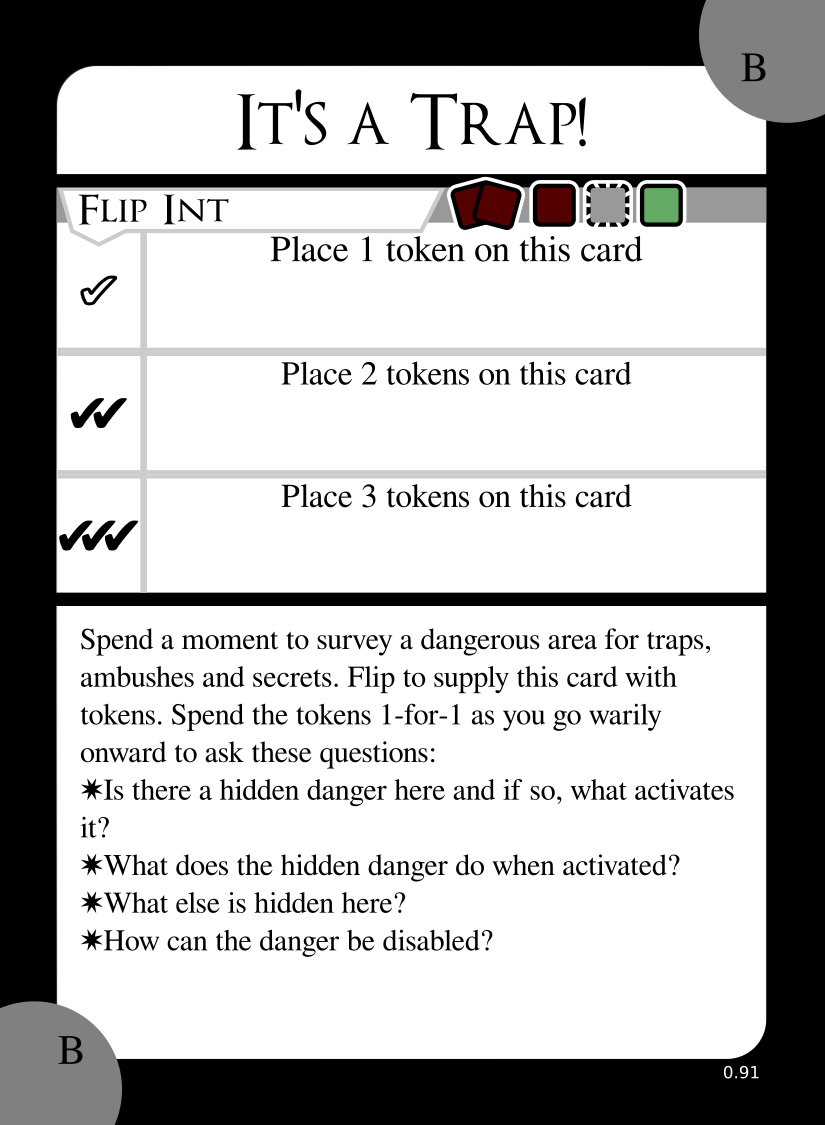 B
IT'S A TRAP!
FLIP INT
Place 1 token on this card
✓
Place 2 tokens on this card
✔✔
Place 3 tokens on this card
✔✔✔
Spend a moment to survey a dangerous area for traps,
ambushes and secrets. Flip to supply this card with
tokens. Spend the tokens 1-for-1 as you go warily
onward to ask these questions:
✷Is there a hidden danger here and if so, what activates
it?
✷What does the hidden danger do when activated?
✷What else is hidden here?
✷How can the danger be disabled?
B
0.91